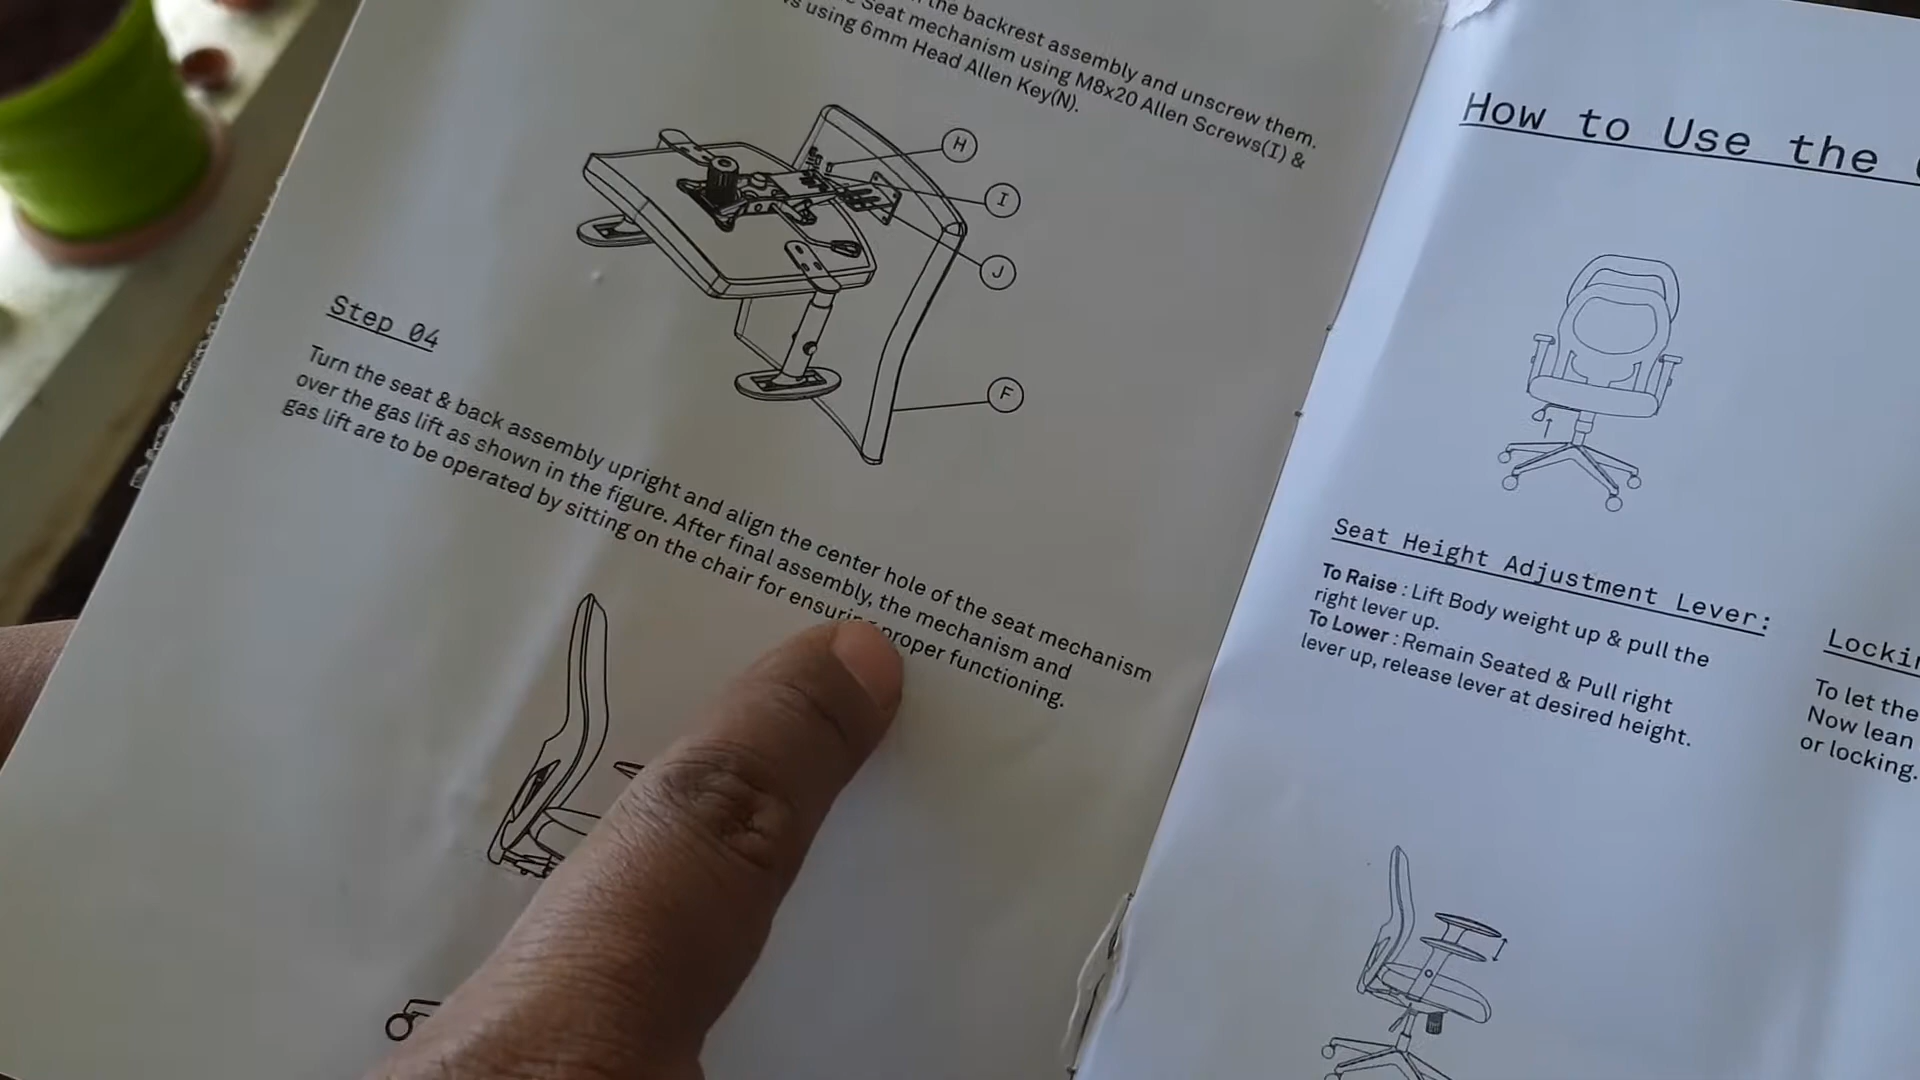 the backrest assembly and unscrew them.
Seat mechanism using M8x20 Allen Screws(I) &
using 6mm Head Allen Key(N).
H
I
J
F
Step 04
Turn the seat & back assembly upright and align the center hole of the seat mechanism
over the gas lift as shown in the figure. After final assembly, the mechanism and
gas lift are to be operated by sitting on the chair for ensuring proper functioning.
How to Use the
Seat Height Adjustment Lever:
To Raise : Lift Body weight up & pull the
right lever up.
To Lower : Remain Seated & Pull right
lever up, release lever at desired height.
To let the
Now lean
or locking.